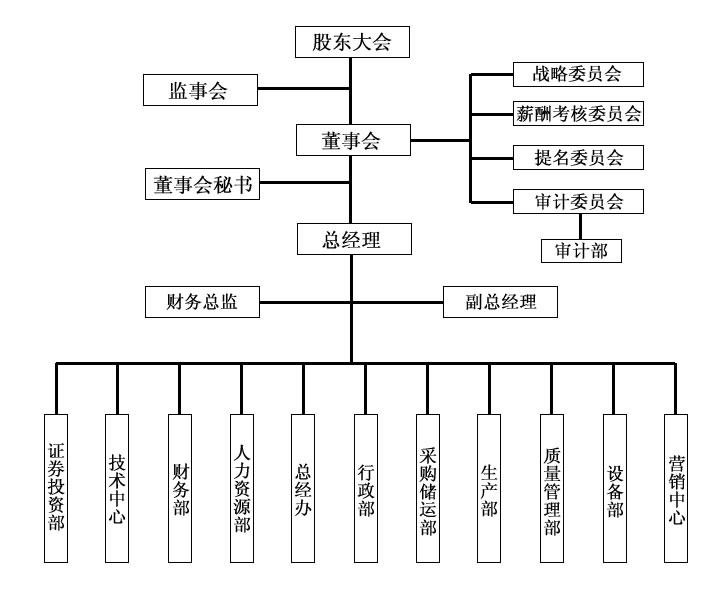 股东大会
监事会
战略委员会
薪酬考核委员会
董事会
提名委员会
董事会秘书
审计委员会
总经理
审计部
财务总监
副总经理
证券投资部
技术中心
财务部
人力资源部
总经办
行政部
采购储运部
生产部
质量管理部
设备部
营销中心